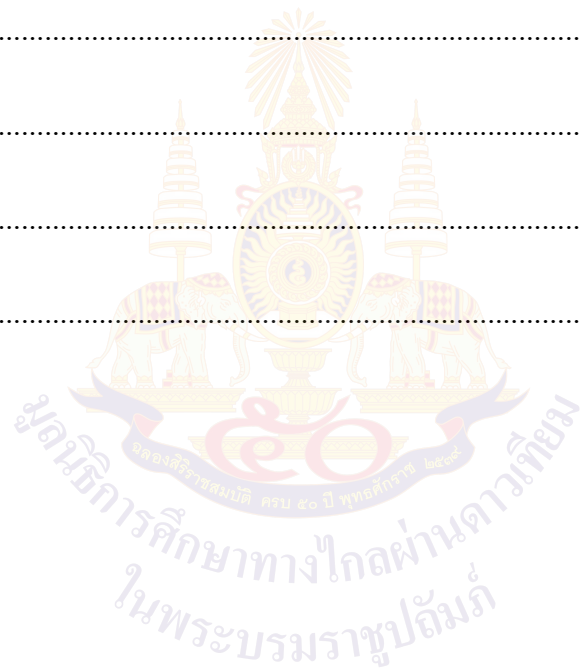 ฉลองสิริราชสมบัติ ครบ ๕๐ ปี พุทธศักราช ๒๕๓๙
๕๐
มูลนิธิการศึกษาทางไกลผ่านดาวเทียม
ในพระบรมราชูปถัมภ์